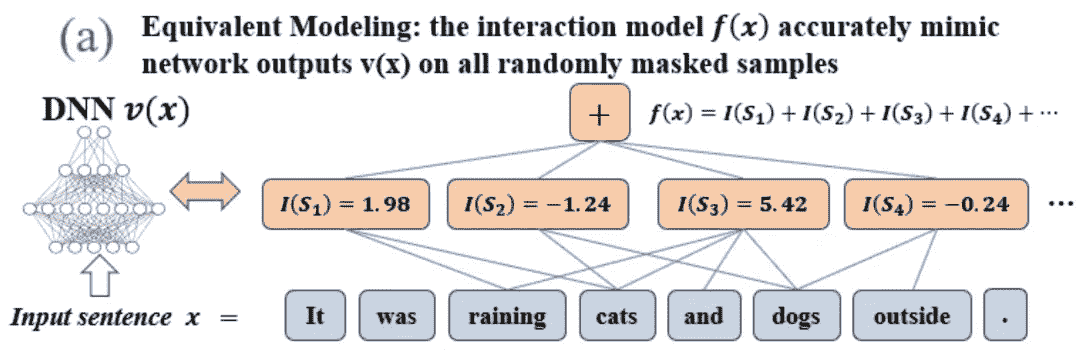 (a) Equivalent Modeling: the interaction model f(x) accurately mimic
network outputs v(x) on all randomly masked samples
DNN v(x)
+ f(x) = I(S₁) + I(S₂) + I(S₃) + I(S₄) + ⋯
I(S₁) = 1.98 I(S₂) = −1.24 I(S₃) = 5.42 I(S₄) = −0.24 ⋯
Input sentence x = It was raining cats and dogs outside .